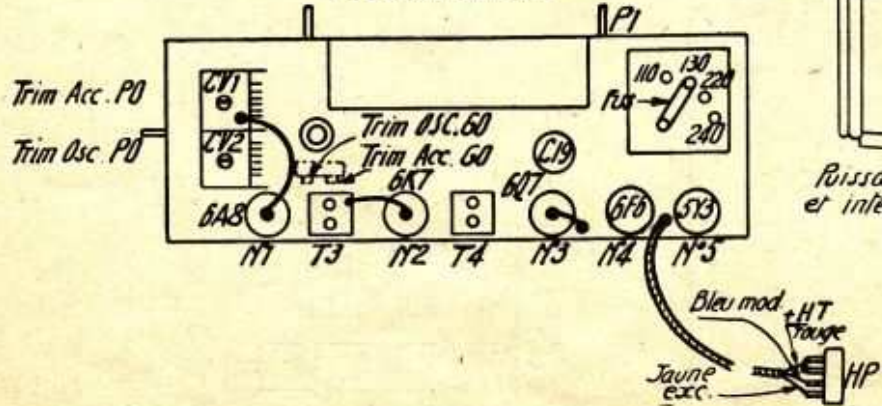 P1
Trim Acc. PO
CV1
110 130 220
Fus
240
Trim Osc. PO
CV2
Trim OSC. GO
Trim Acc. GO
C19
6A8
6K7
6Q7
6F6
5Y3
N1 T3 N2 T4 N°3 N°4 N°5
Puissa
et inte
Bleu mod
+HT
rouge
Jaune
exc.
HP